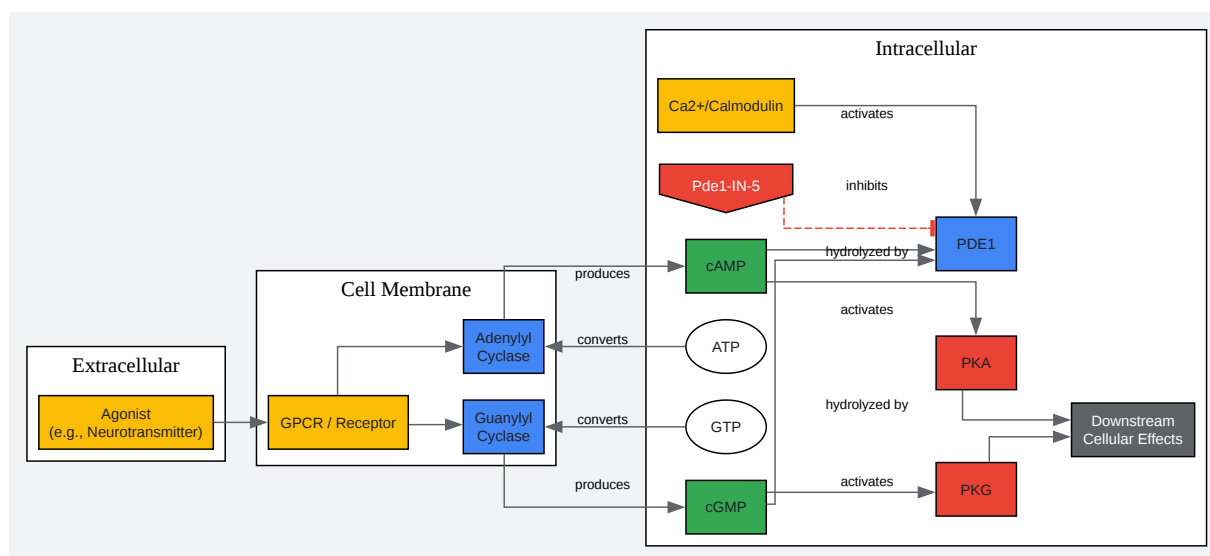 Intracellular
Ca2+/Calmodulin
activates
Pde1-IN-5
inhibits
PDE1
hydrolyzed by
cAMP
produces
Cell Membrane
activates
Adenylyl
Cyclase
converts
ATP
Extracellular
PKA
Agonist
(e.g., Neurotransmitter)
GPCR / Receptor
Guanylyl
Cyclase
converts
GTP
hydrolyzed by
Downstream
Cellular Effects
produces
cGMP
activates
PKG